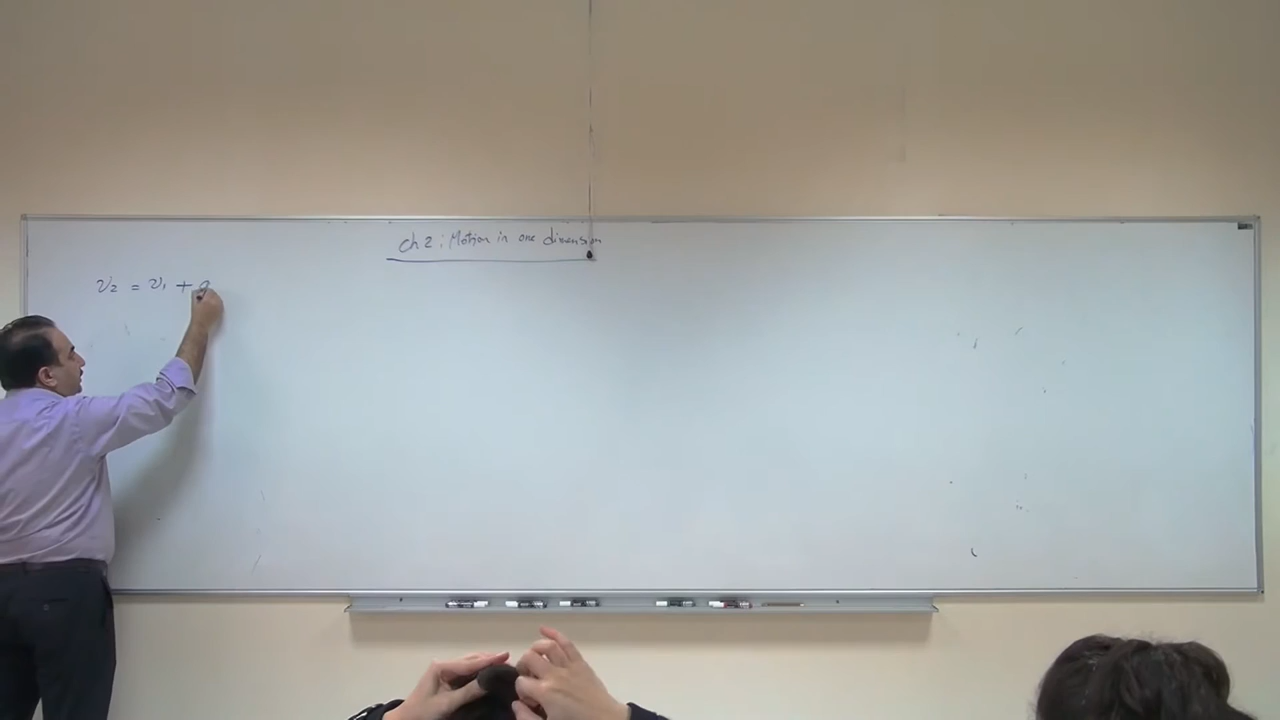 Ch 2 : Motion in one dimension
v₂ = v₁ + a